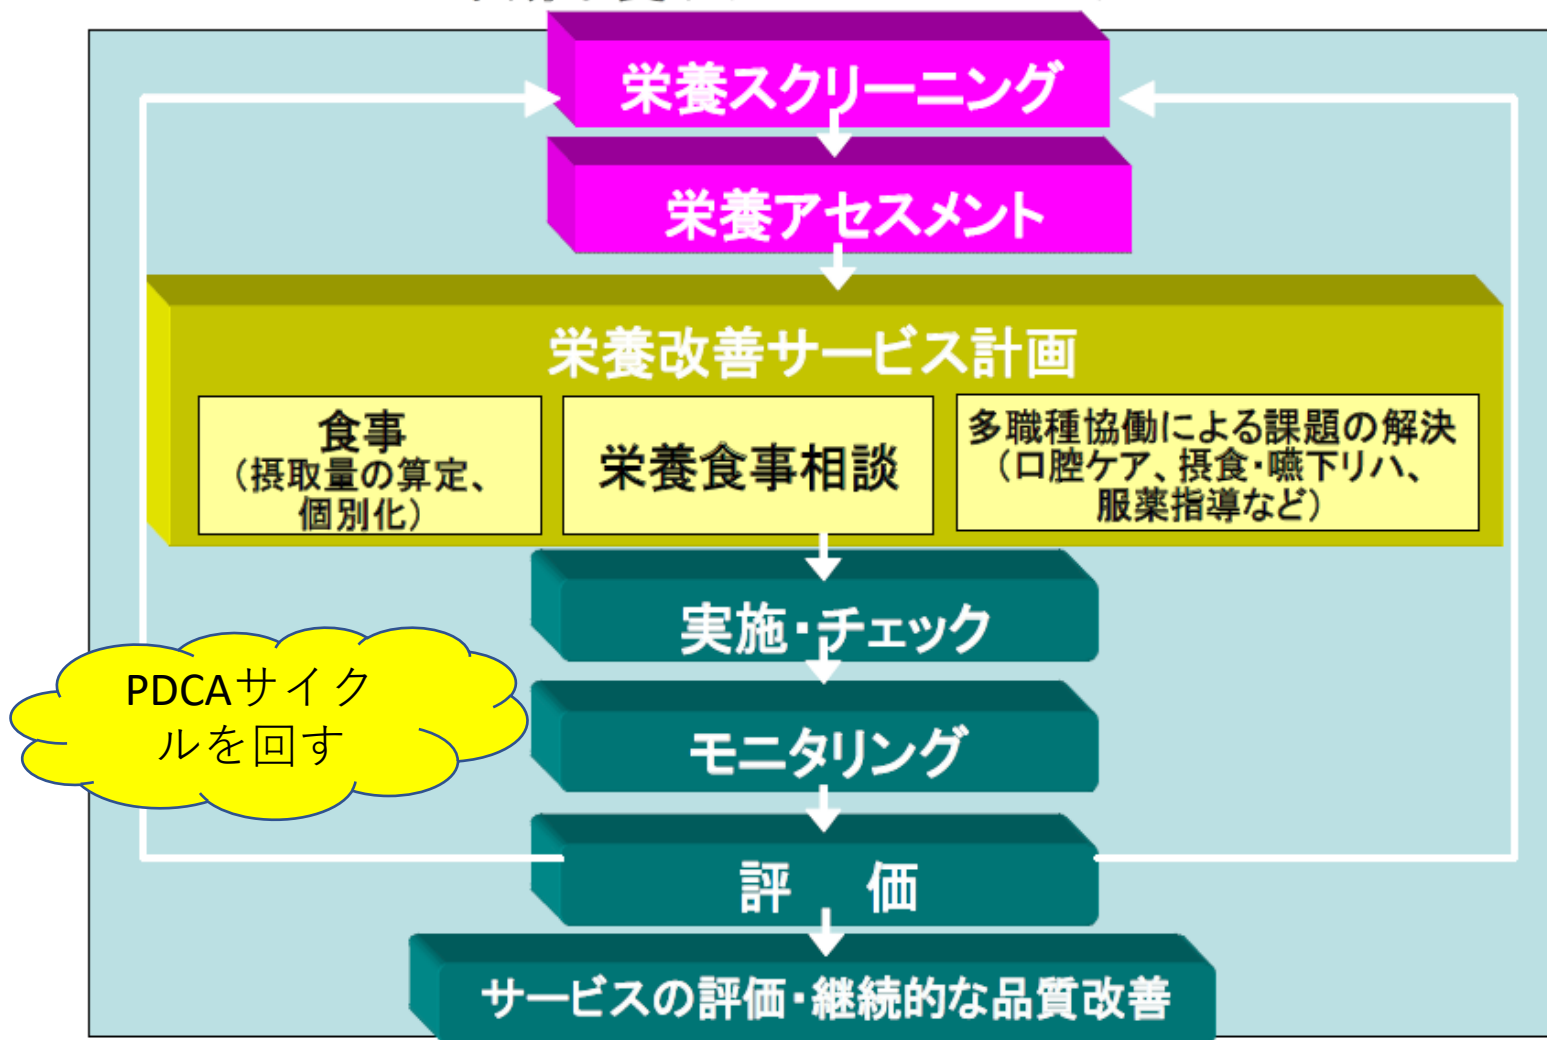 栄養スクリーニング
栄養アセスメント
栄養改善サービス計画
食事
（摂取量の算定、
個別化）
栄養食事相談
多職種協働による課題の解決
（口腔ケア、摂食・嚥下リハ、
服薬指導など）
実施・チェック
PDCAサイク
ルを回す
モニタリング
評　価
サービスの評価・継続的な品質改善